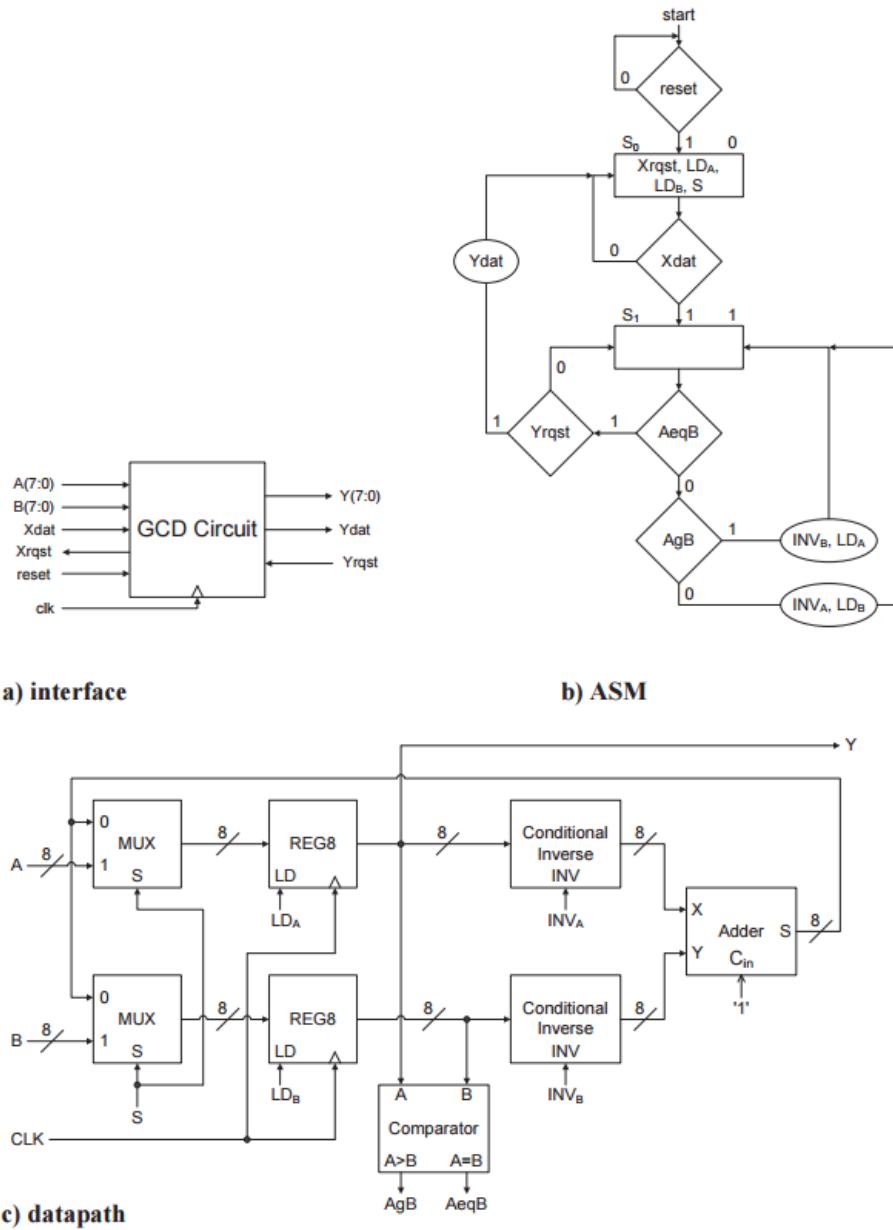 start
0
reset
S₀ 1 0
Xrqst, LDA,
LDB, S
Ydat
0
Xdat
S₁ 1 1
0
1
Yrqst
1
AeqB
0
AgB
1
INVB, LDA
0
INVA, LDB
A(7:0)
B(7:0)
Xdat
Xrqst
reset
clk
GCD Circuit
Y(7:0)
Ydat
Yrqst
a) interface
b) ASM
Y
A
8
0
1
MUX
S
8
REG8
LD
LDA
8
Conditional
Inverse
INV
INVA
8
X
Y
Adder
S
Cin
'1'
8
B
8
0
1
MUX
S
S
8
REG8
LD
LDB
8
Conditional
Inverse
INV
INVB
8
CLK
A B
Comparator
A>B A=B
AgB AeqB
c) datapath